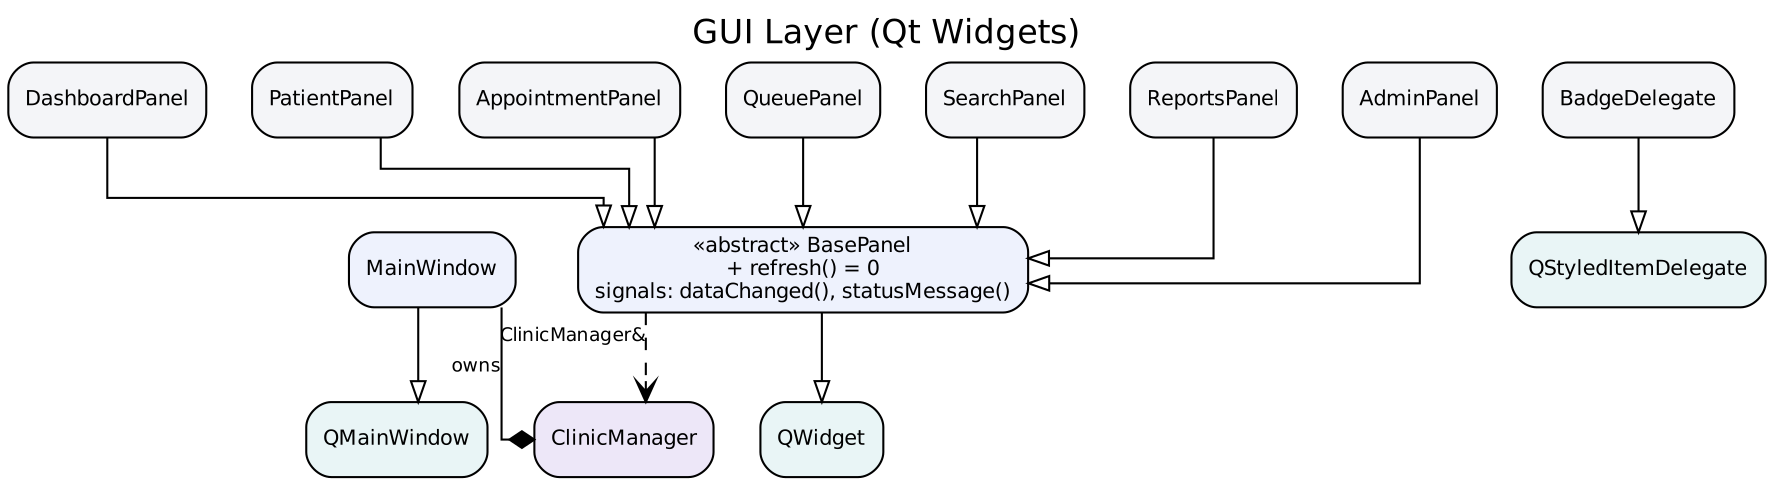 GUI Layer (Qt Widgets)
DashboardPanel
PatientPanel
AppointmentPanel
QueuePanel
SearchPanel
ReportsPanel
AdminPanel
BadgeDelegate
MainWindow
«abstract» BasePanel
+ refresh() = 0
signals: dataChanged(), statusMessage()
QStyledItemDelegate
ClinicManager&
owns
QMainWindow
ClinicManager
QWidget